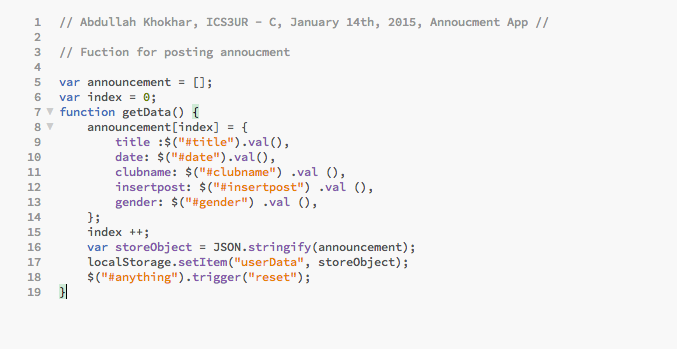 1 // Abdullah Khokhar, ICS3UR - C, January 14th, 2015, Annoucment App //
2
3 // Fuction for posting annoucment
4
5 var announcement = [];
6 var index = 0;
7 function getData() {
8 announcement[index] = {
9 title :$("#title").val(),
10 date: $("#date").val(),
11 clubname: $("#clubname") .val (),
12 insertpost: $("#insertpost") .val (),
13 gender: $("#gender") .val (),
14 };
15 index ++;
16 var storeObject = JSON.stringify(announcement);
17 localStorage.setItem("userData", storeObject);
18 $("#anything").trigger("reset");
19 }